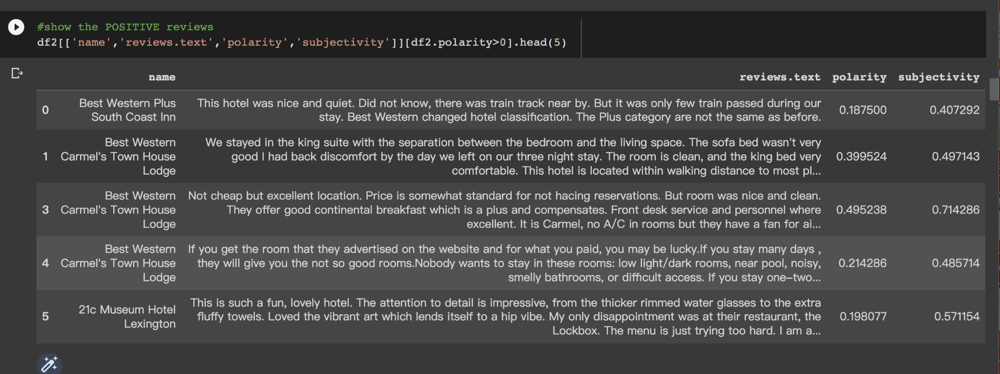 #show the POSITIVE reviews
df2[['name','reviews.text','polarity','subjectivity']][df2.polarity>0].head(5)
name reviews.text polarity subjectivity
0 Best Western Plus South Coast Inn This hotel was nice and quiet. Did not know, there was train track near by. But it was only few train passed during our
stay. Best Western changed hotel classification. The Plus category are not the same as before. 0.187500 0.407292
1 Best Western Carmel's Town House Lodge We stayed in the king suite with the separation between the bedroom and the living space. The sofa bed wasn't very
good I had back discomfort by the day we left on our three night stay. The room is clean, and the king bed very
comfortable. This hotel is located within walking distance to most pl... 0.399524 0.497143
3 Best Western Carmel's Town House Lodge Not cheap but excellent location. Price is somewhat standard for not hacing reservations. But room was nice and clean.
They offer good continental breakfast which is a plus and compensates. Front desk service and personnel where
excellent. It is Carmel, no A/C in rooms but they have a fan for ai... 0.495238 0.714286
4 Best Western Carmel's Town House Lodge If you get the room that they advertised on the website and for what you paid, you may be lucky.If you stay many days ,
they will give you the not so good rooms.Nobody wants to stay in these rooms: low light/dark rooms, near pool, noisy,
smelly bathrooms, or difficult access. If you stay one-two... 0.214286 0.485714
5 21c Museum Hotel Lexington This is such a fun, lovely hotel. The attention to detail is impressive, from the thicker rimmed water glasses to the extra
fluffy towels. Loved the vibrant art which lends itself to a hip vibe. My only disappointment was at their restaurant, the
Lockbox. The menu is just trying too hard. I am a... 0.198077 0.571154